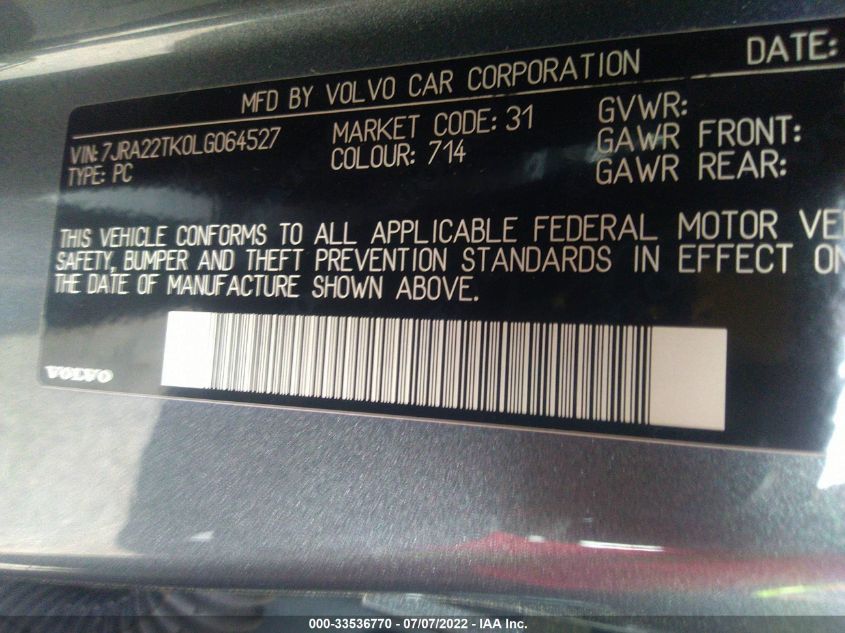 DATE:
MFD BY VOLVO CAR CORPORATION
VIN: 7JRA22TK0LG064527
MARKET CODE: 31
GVWR:
TYPE: PC
COLOUR: 714
GAWR FRONT:
GAWR REAR:
THIS VEHICLE CONFORMS TO ALL APPLICABLE FEDERAL MOTOR VE
SAFETY, BUMPER AND THEFT PREVENTION STANDARDS IN EFFECT ON
THE DATE OF MANUFACTURE SHOWN ABOVE.
VOLVO
000-33536770 - 07/07/2022 - IAA Inc.